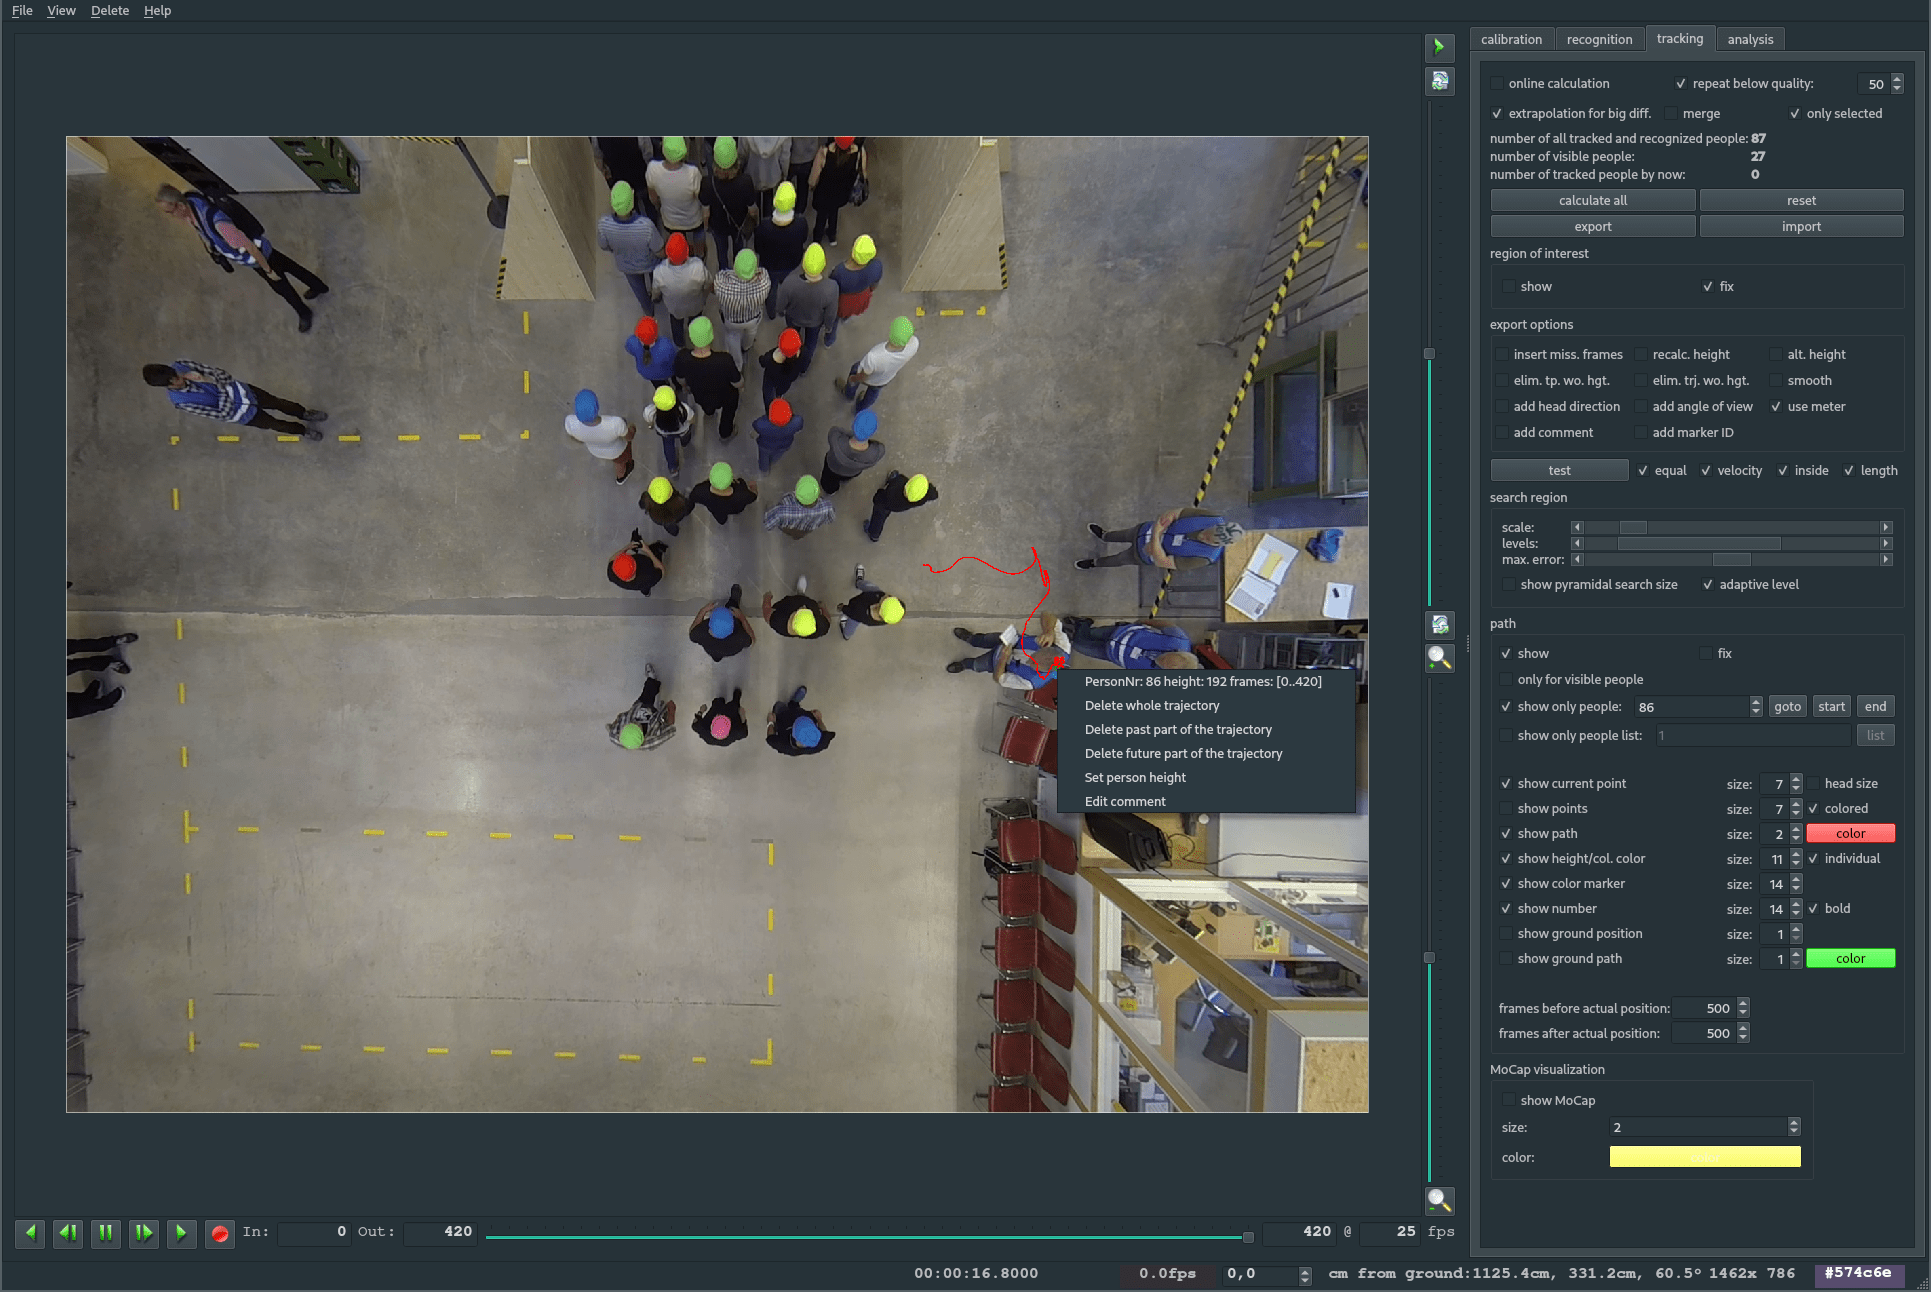 File View Delete Help
calibration recognition tracking analysis
online calculation repeat below quality: 50
extrapolation for big diff. merge only selected
number of all tracked and recognized people: 87
number of visible people: 27
number of tracked people by now: 0
calculate all reset
export import
region of interest
show fix
export options
insert miss. frames recalc. height alt. height
elim. tp. wo. hgt. elim. trj. wo. hgt. smooth
add head direction add angle of view use meter
add comment add marker ID
test equal velocity inside length
search region
scale:
levels:
max. error:
show pyramidal search size adaptive level
path
show fix
only for visible people
show only people: 86 goto start end
show only people list: 1 list
show current point size: 7 head size
show points size: 7 colored
show path size: 2 color
show height/col. color size: 11 individual
show color marker size: 14
show number size: 14 bold
show ground position size: 1
show ground path size: 1 color
frames before actual position: 500
frames after actual position: 500
MoCap visualization
show MoCap
size: 2
color:
PersonNr: 86 height: 192 frames: [0..420]
Delete whole trajectory
Delete past part of the trajectory
Delete future part of the trajectory
Set person height
Edit comment
In: 0 Out: 420 420 @ 25 fps
00:00:16.8000 0.0fps 0,0 cm from ground:1125.4cm, 331.2cm, 60.5° 1462x 786 #574c6e